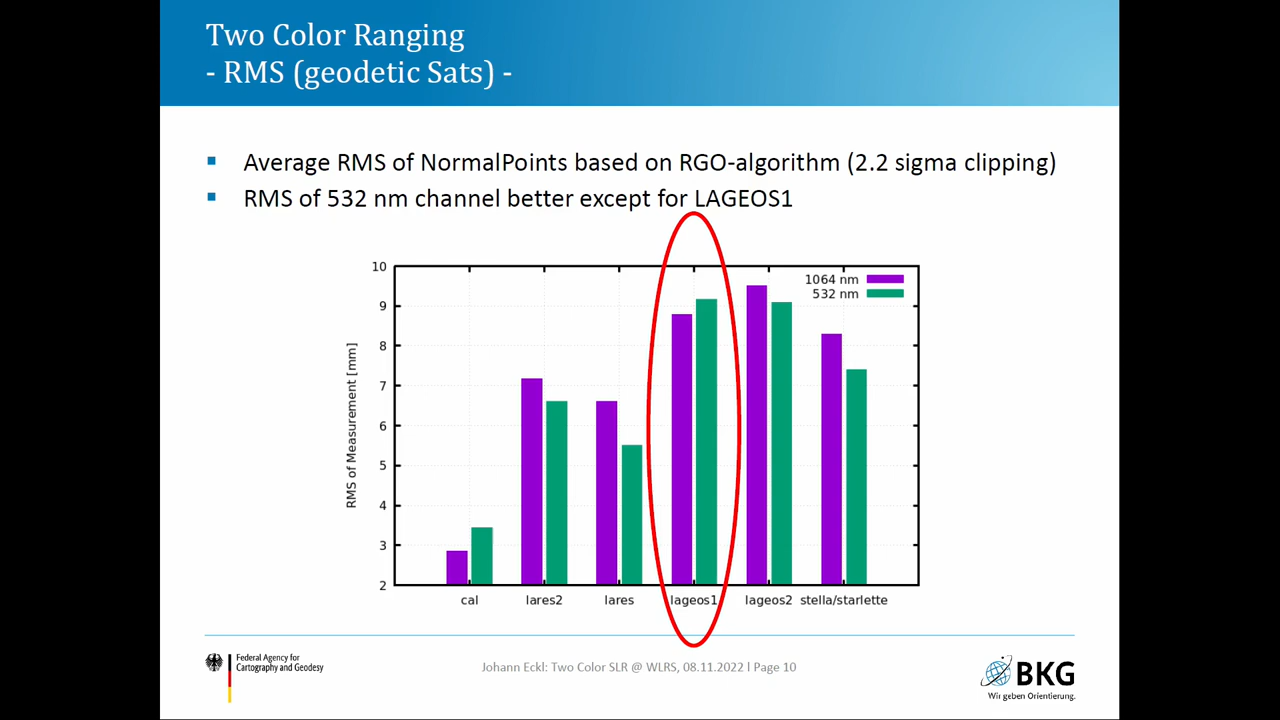 Two Color Ranging
- RMS (geodetic Sats) -
▪ Average RMS of NormalPoints based on RGO-algorithm (2.2 sigma clipping)
▪ RMS of 532 nm channel better except for LAGEOS1
10
9
8
7
6
5
4
3
2
RMS of Measurement [mm]
1064 nm
532 nm
cal lares2 lares lageos1 lageos2 stella/starlette
Federal Agency for
Cartography and Geodesy
Johann Eckl: Two Color SLR @ WLRS, 08.11.2022 I Page 10
BKG
Wir geben Orientierung.